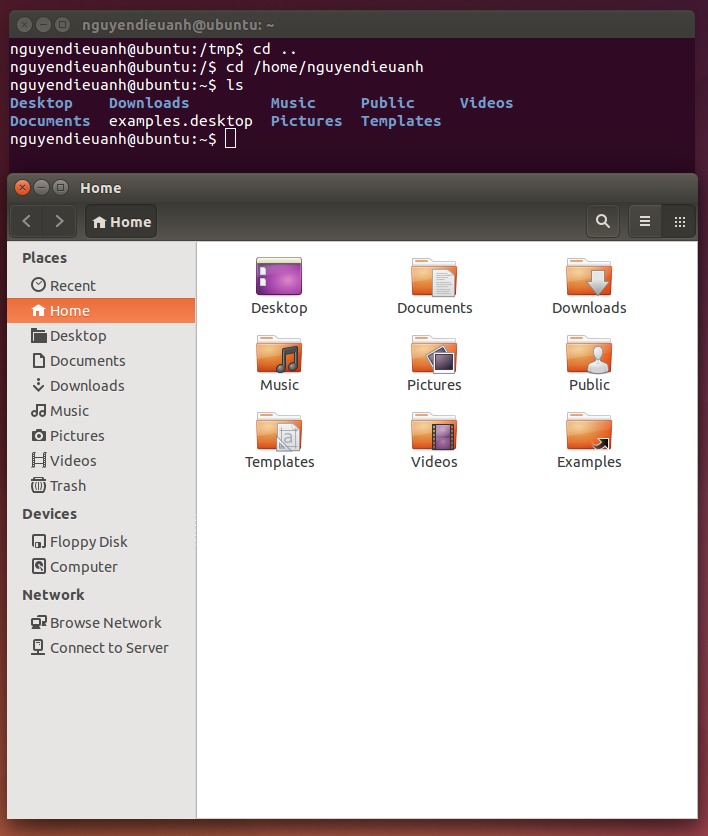 nguyendieuanh@ubuntu: ~
nguyendieuanh@ubuntu:/tmp$ cd ..
nguyendieuanh@ubuntu:/$ cd /home/nguyendieuanh
nguyendieuanh@ubuntu:~$ ls
Desktop Downloads Music Public Videos
Documents examples.desktop Pictures Templates
nguyendieuanh@ubuntu:~$
Home
Home
Places
Recent
Home
Desktop
Documents
Downloads
Music
Pictures
Videos
Trash
Devices
Floppy Disk
Computer
Network
Browse Network
Connect to Server
Desktop Documents Downloads
Music Pictures Public
Templates Videos Examples